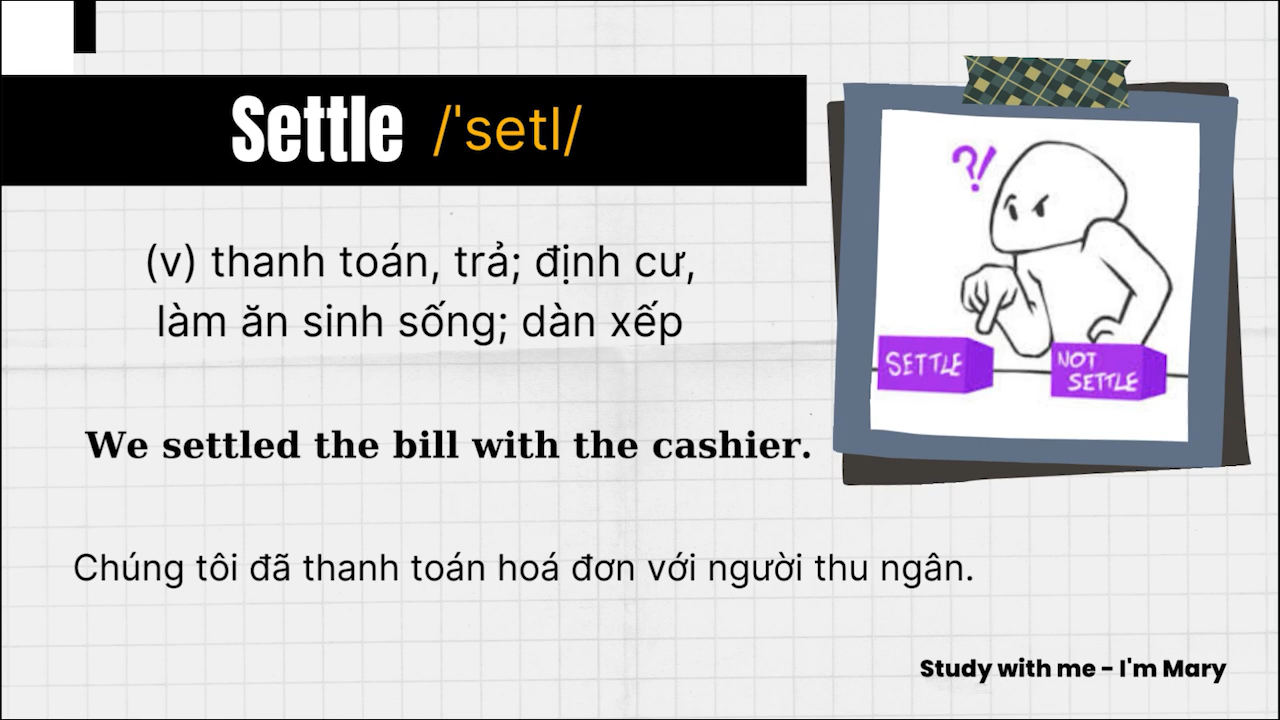 Settle /ˈsetl/
(v) thanh toán, trả; định cư,
làm ăn sinh sống; dàn xếp
?!
SETTLE
NOT
SETTLE
We settled the bill with the cashier.
Chúng tôi đã thanh toán hoá đơn với người thu ngân.
Study with me - I'm Mary